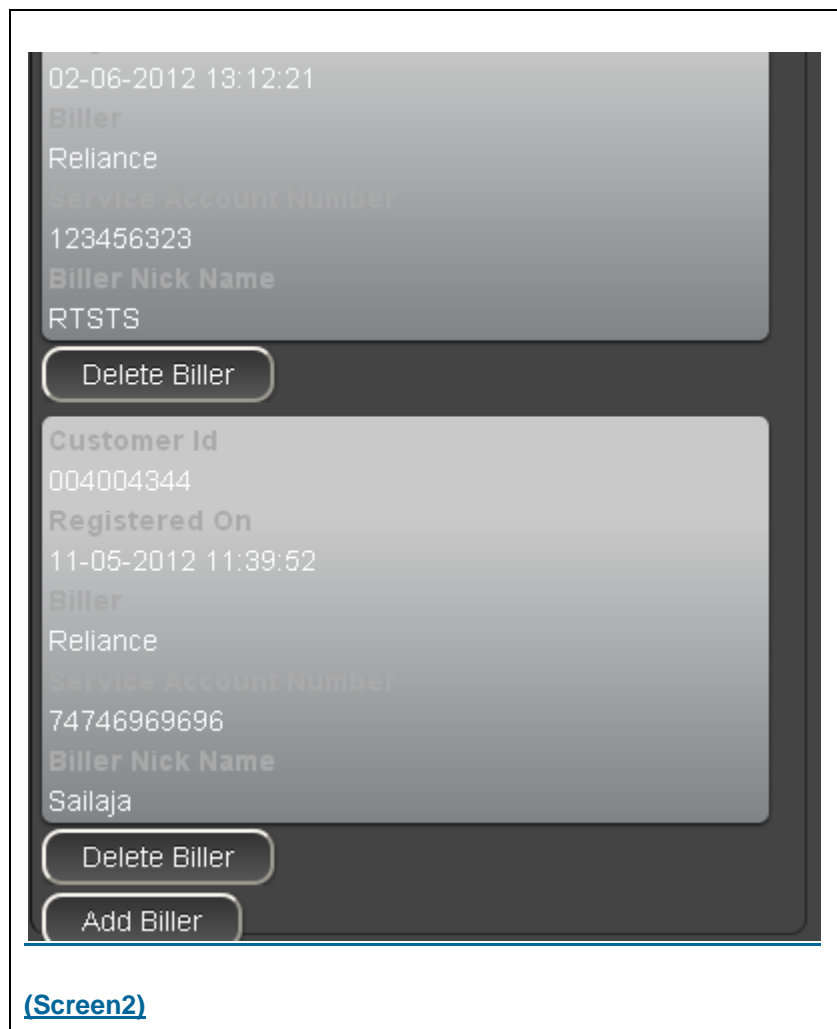 02-06-2012 13:12:21
Biller
Reliance
Service Account Number
123456323
Biller Nick Name
RTSTS
Delete Biller
Customer Id
004004344
Registered On
11-05-2012 11:39:52
Biller
Reliance
Service Account Number
74746969696
Biller Nick Name
Sailaja
Delete Biller
Add Biller
(Screen2)